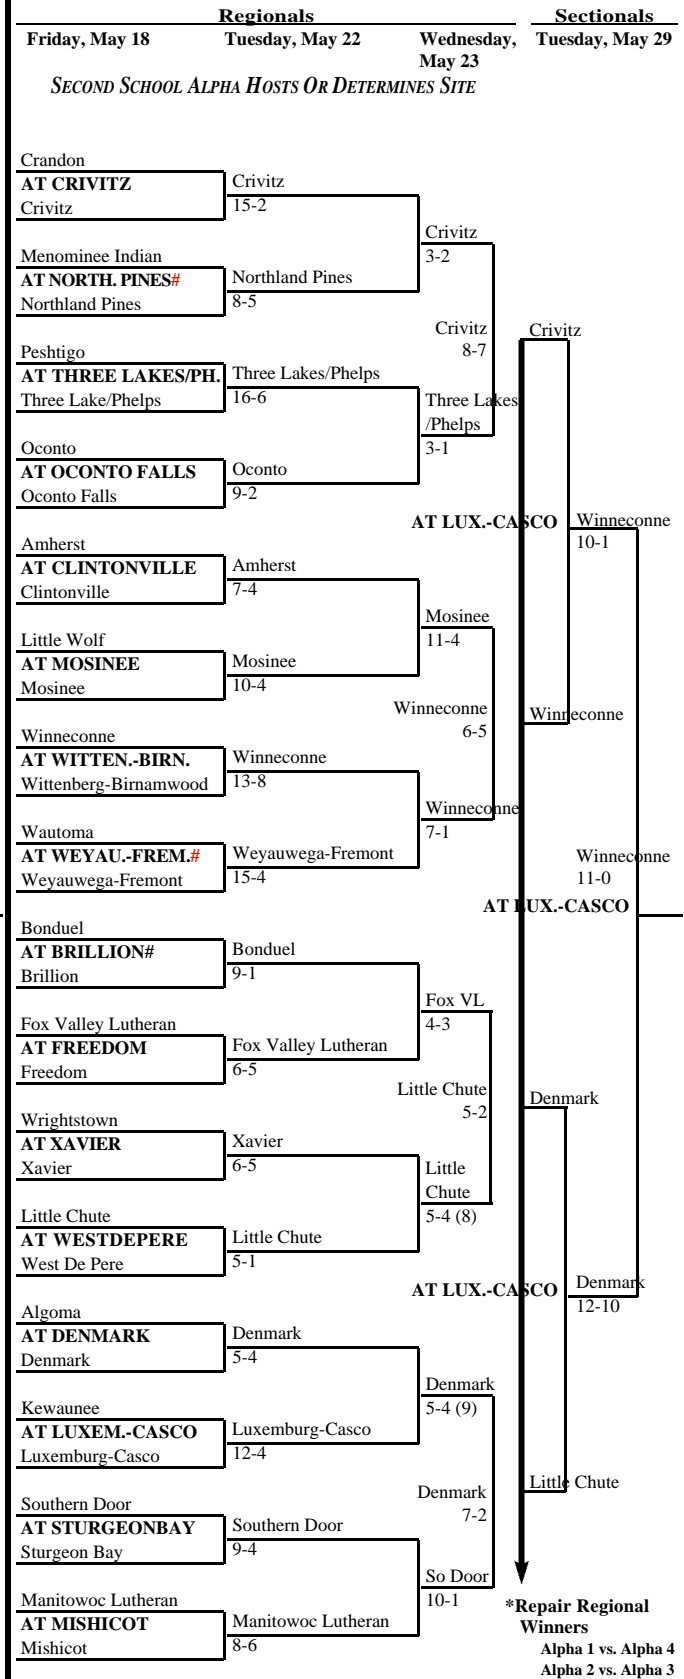 Regionals
Sectionals
Friday, May 18
Tuesday, May 22
Wednesday,
May 23
Tuesday, May 29
SECOND SCHOOL ALPHA HOSTS OR DETERMINES SITE
Crandon
AT CRIVITZ
Crivitz
Crivitz
15-2
Crivitz
3-2
Menominee Indian
AT NORTH. PINES#
Northland Pines
Northland Pines
8-5
Crivitz
8-7
Crivitz
Peshtigo
AT THREE LAKES/PH.
Three Lake/Phelps
Three Lakes/Phelps
16-6
Three Lakes
/Phelps
3-1
Oconto
AT OCONTO FALLS
Oconto Falls
Oconto
9-2
AT LUX.-CASCO
Winneconne
10-1
Amherst
AT CLINTONVILLE
Clintonville
Amherst
7-4
Mosinee
11-4
Little Wolf
AT MOSINEE
Mosinee
Mosinee
10-4
Winneconne
6-5
Winneconne
Winneconne
AT WITTEN.-BIRN.
Wittenberg-Birnamwood
Winneconne
13-8
Winneconne
7-1
Wautoma
AT WEYAU.-FREM.#
Weyauwega-Fremont
Weyauwega-Fremont
15-4
Winneconne
11-0
AT LUX.-CASCO
Bonduel
AT BRILLION#
Brillion
Bonduel
9-1
Fox VL
4-3
Fox Valley Lutheran
AT FREEDOM
Freedom
Fox Valley Lutheran
6-5
Little Chute
5-2
Denmark
Wrightstown
AT XAVIER
Xavier
Xavier
6-5
Little
Chute
5-4 (8)
Little Chute
AT WESTDEPERE
West De Pere
Little Chute
5-1
AT LUX.-CASCO
Denmark
12-10
Algoma
AT DENMARK
Denmark
Denmark
5-4
Denmark
5-4 (9)
Kewaunee
AT LUXEM.-CASCO
Luxemburg-Casco
Luxemburg-Casco
12-4
Denmark
7-2
Little Chute
Southern Door
AT STURGEONBAY
Sturgeon Bay
Southern Door
9-4
So Door
10-1
Manitowoc Lutheran
AT MISHICOT
Mishicot
Manitowoc Lutheran
8-6
*Repair Regional
Winners
Alpha 1 vs. Alpha 4
Alpha 2 vs. Alpha 3